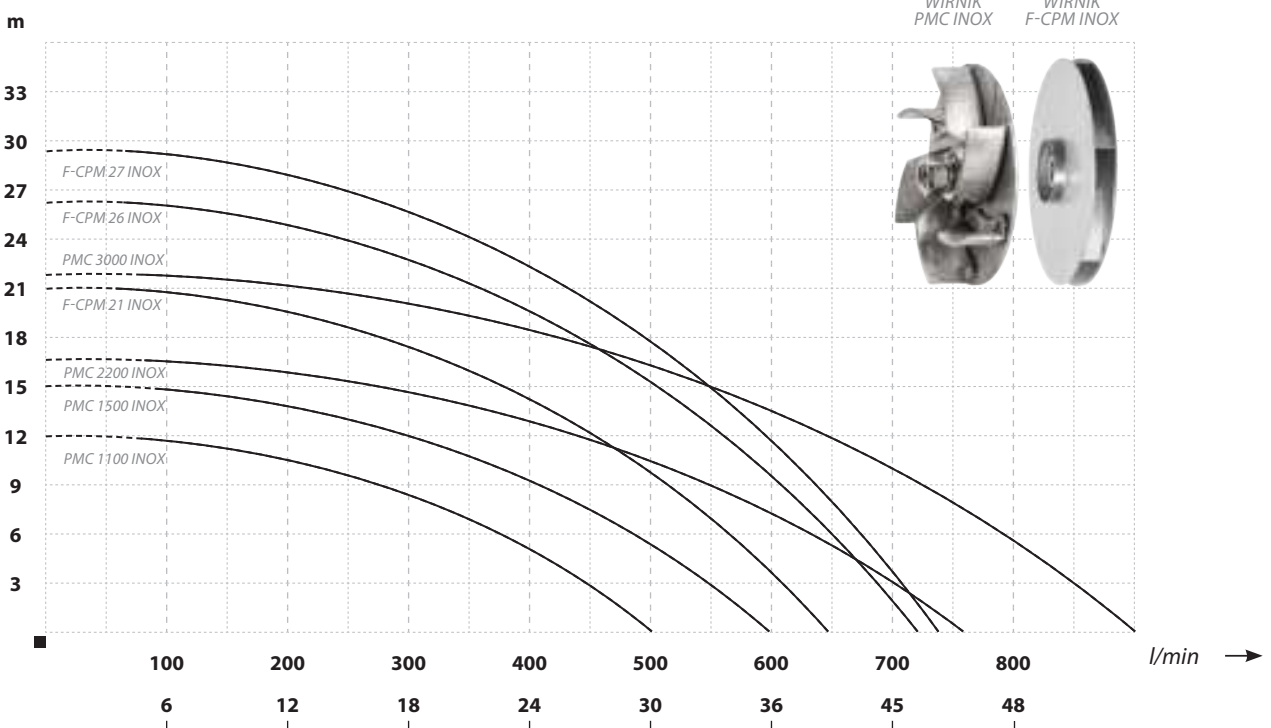 WIRNIK WIRNIK
m PMC INOX F-CPM INOX
33
30
F-CPM 27 INOX
27
F-CPM 26 INOX
24
PMC 3000 INOX
21
F-CPM 21 INOX
18
PMC 2200 INOX
15
PMC 1500 INOX
12
PMC 1100 INOX
9
6
3
100 200 300 400 500 600 700 800 l/min
6 12 18 24 30 36 45 48